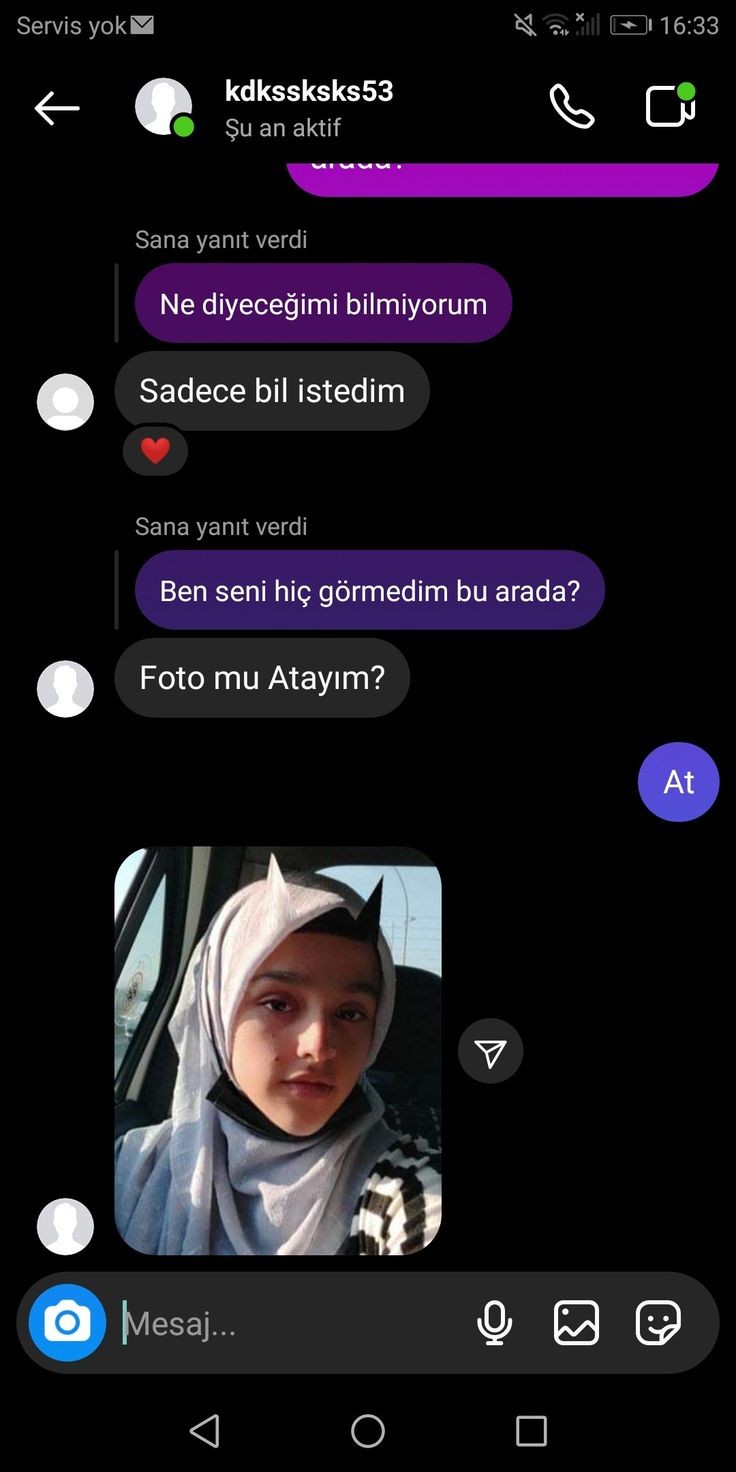 Servis yok
16:33
kdkssksks53
Şu an aktif
Sana yanıt verdi
Ne diyeceğimi bilmiyorum
Sadece bil istedim
Sana yanıt verdi
Ben seni hiç görmedim bu arada?
Foto mu Atayım?
At
Mesaj...